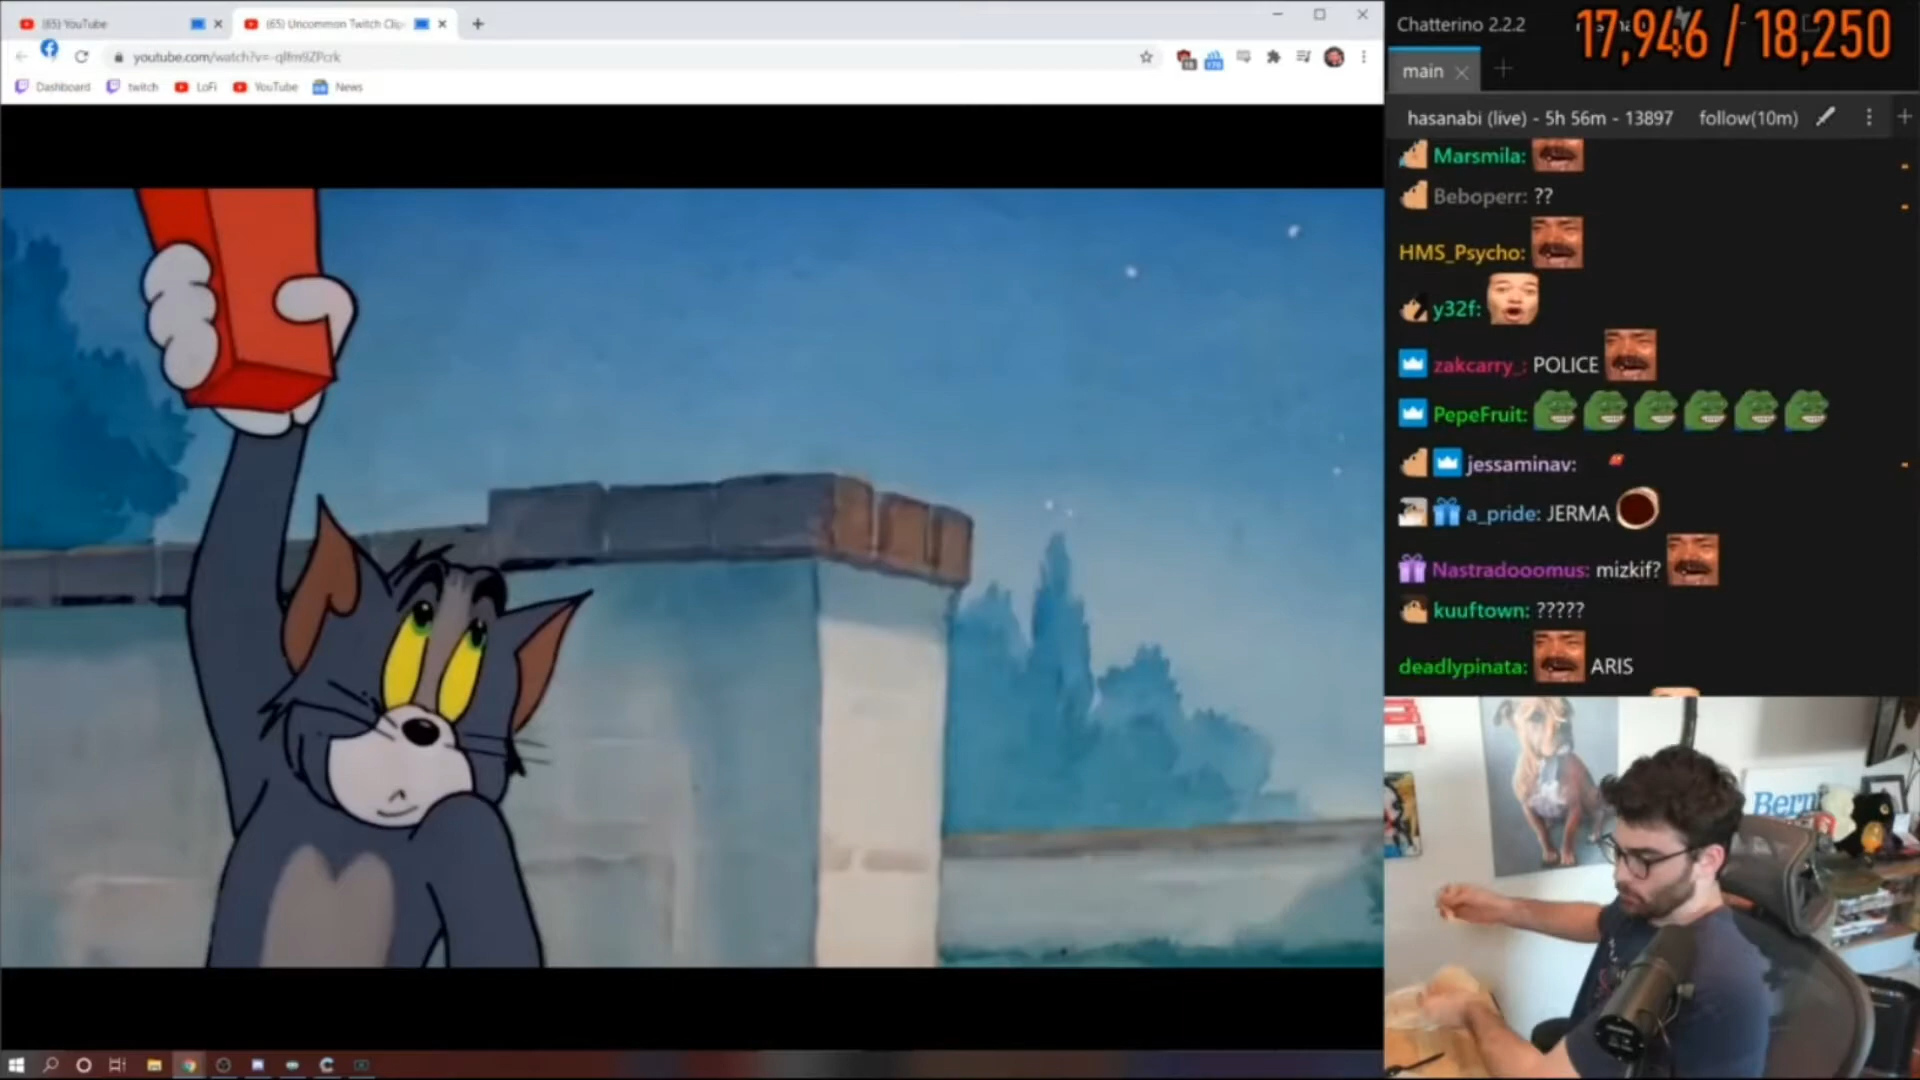 (65) YouTube
(65) Uncommon Twitch Clip
youtube.com/watch?v=-qlfm9ZPcrk
Dashboard
twitch
LoFi
YouTube
News
Chatterino 2.2.2
17,946 / 18,250
main
hasanabi (live) - 5h 56m - 13897
follow(10m)
Marsmila:
Beboperr: ??
HMS_Psycho:
y32f:
zakcarry_: POLICE
PepeFruit:
jessaminav:
a_pride: JERMA
Nastradooomus: mizkif?
kuuftown: ?????
deadlypinata: ARIS
Bern